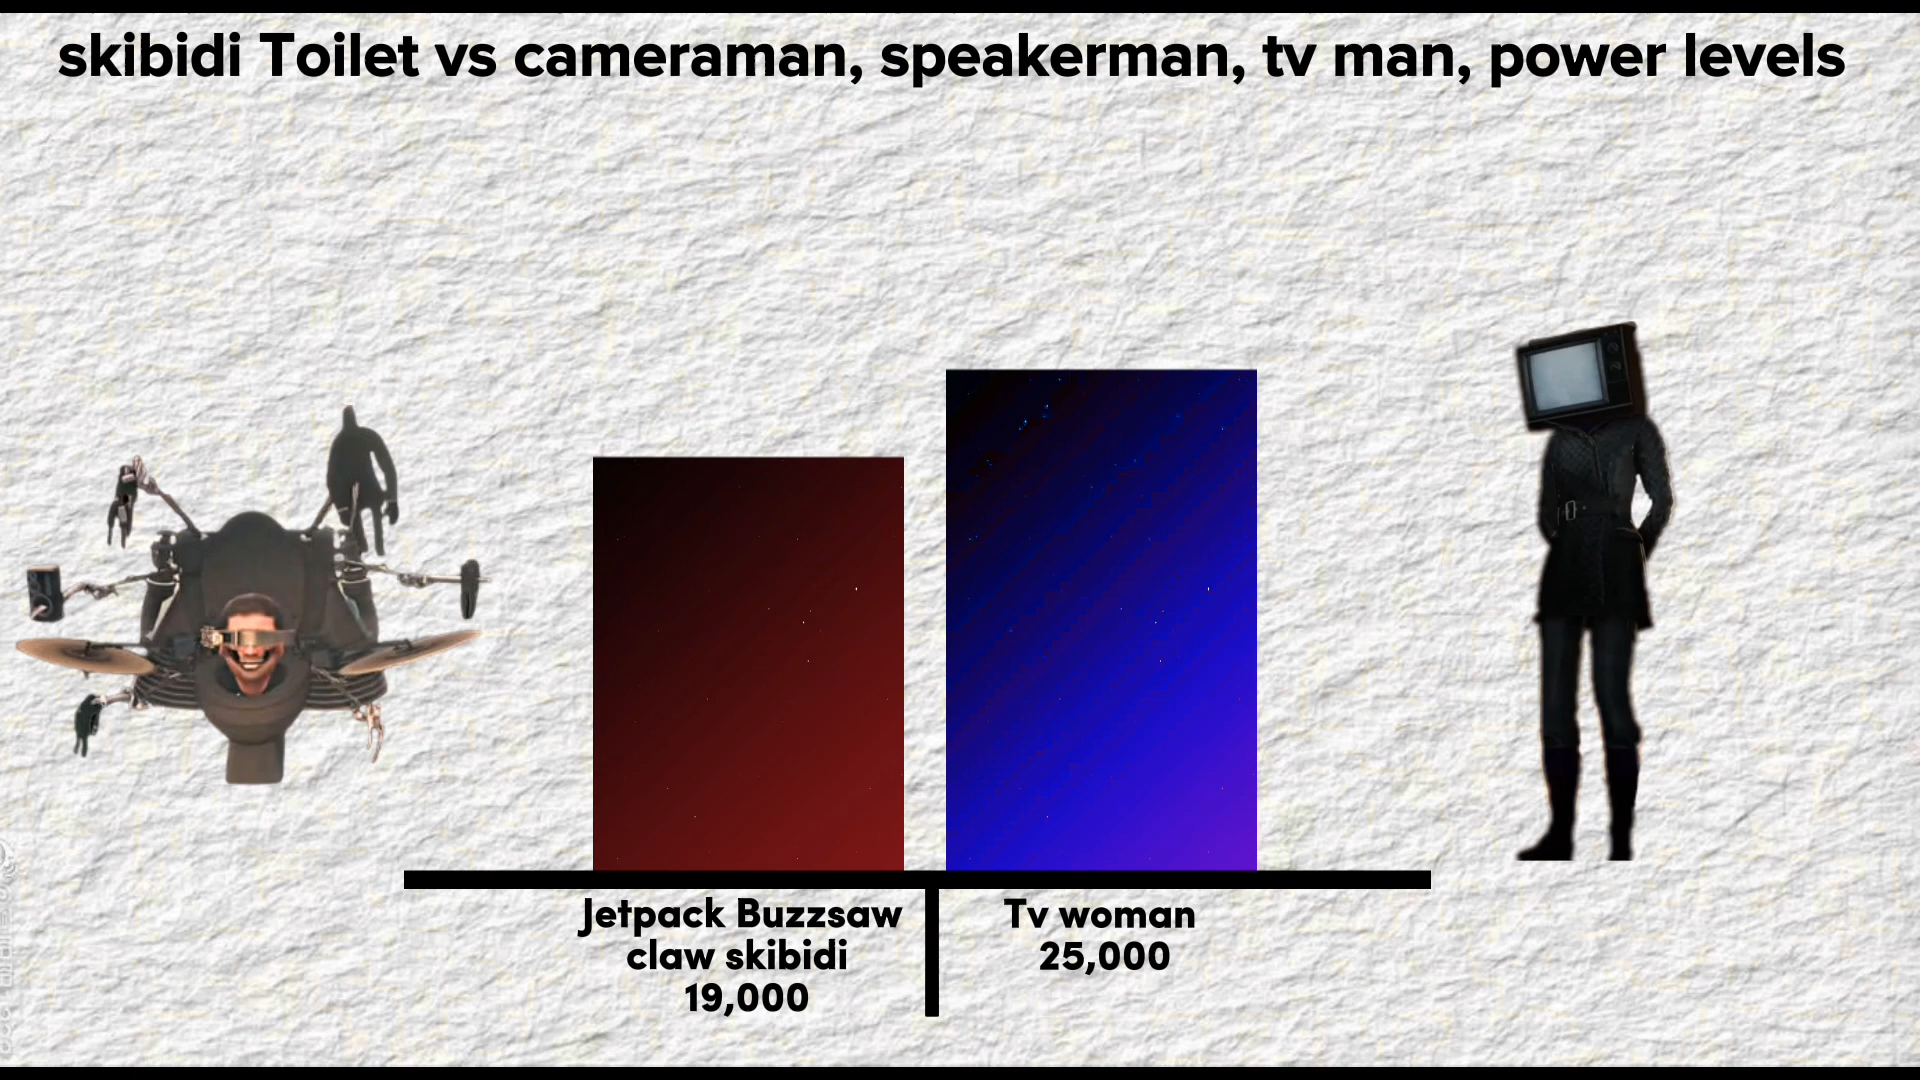 skibidi Toilet vs cameraman, speakerman, tv man, power levels
Jetpack Buzzsaw
claw skibidi
19,000
Tv woman
25,000